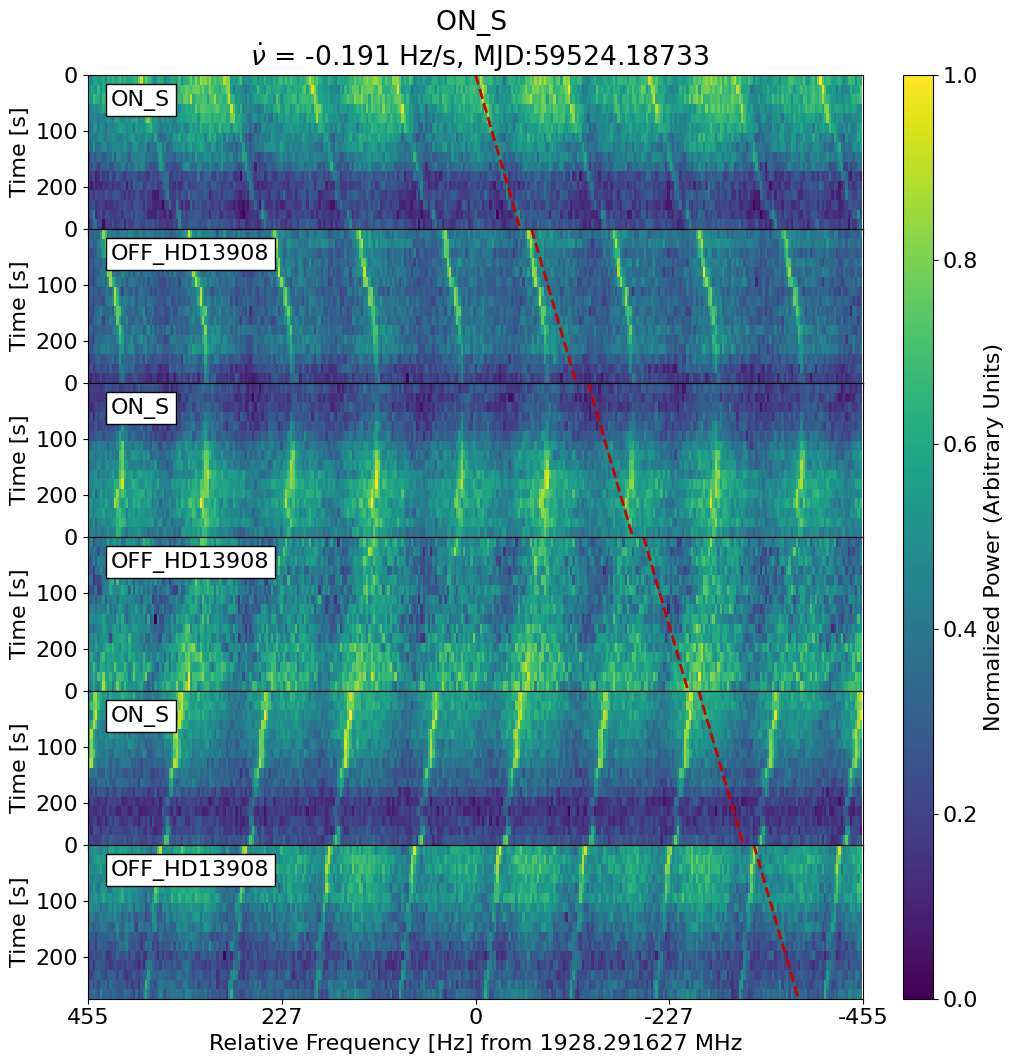 ON_S
ν̇ = -0.191 Hz/s, MJD:59524.18733
Time [s]
0
100
200
ON_S
Time [s]
0
100
200
OFF_HD13908
Time [s]
0
100
200
ON_S
Time [s]
0
100
200
OFF_HD13908
Time [s]
0
100
200
ON_S
Time [s]
0
100
200
OFF_HD13908
455 227 0 -227 -455
Relative Frequency [Hz] from 1928.291627 MHz
1.0
0.8
0.6
0.4
0.2
0.0
Normalized Power (Arbitrary Units)